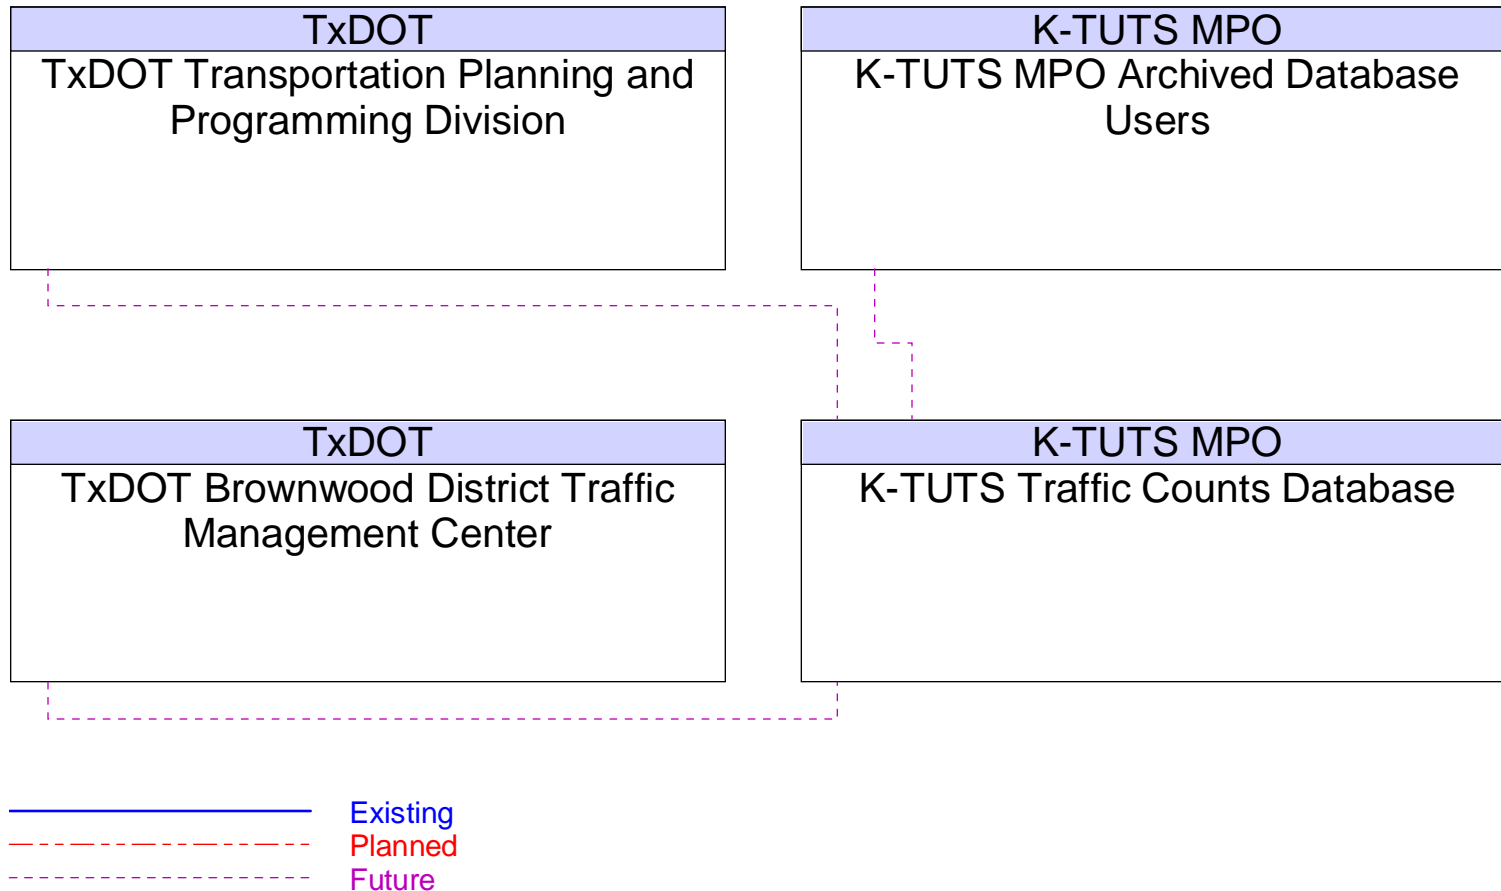 TxDOT
TxDOT Transportation Planning and
Programming Division
K-TUTS MPO
K-TUTS MPO Archived Database
Users
TxDOT
TxDOT Brownwood District Traffic
Management Center
K-TUTS MPO
K-TUTS Traffic Counts Database
Existing
Planned
Future